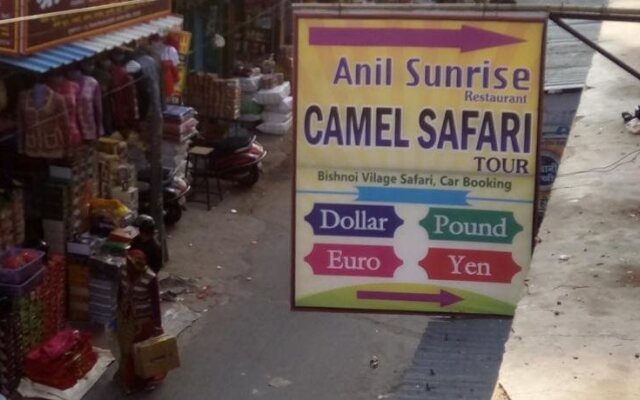 Anil Sunrise
Restaurant
CAMEL SAFARI
TOUR
Bishnoi Vilage Safari, Car Booking
Dollar
Pound
Euro
Yen